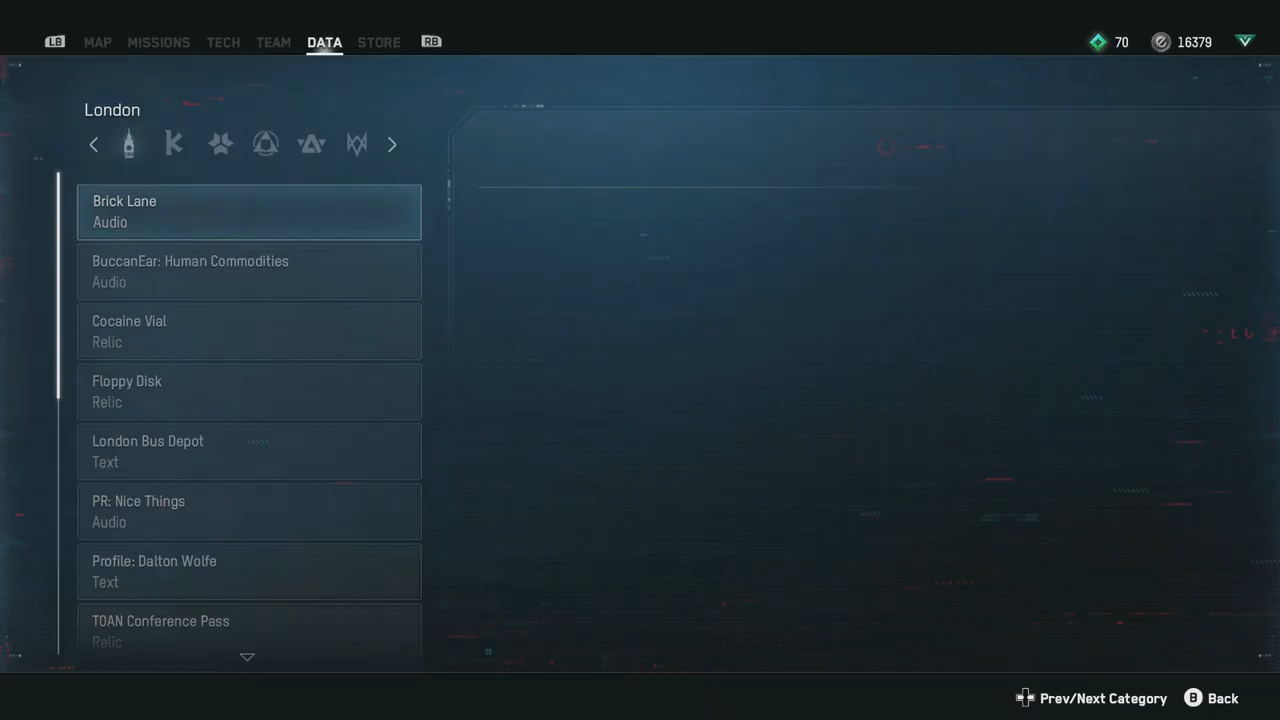 LB MAP MISSIONS TECH TEAM DATA STORE RB 70 16379
London
Brick Lane
Audio
BuccanEar: Human Commodities
Audio
Cocaine Vial
Relic
Floppy Disk
Relic
London Bus Depot
Text
PR: Nice Things
Audio
Profile: Dalton Wolfe
Text
TOAN Conference Pass
Relic
Prev/Next Category B Back